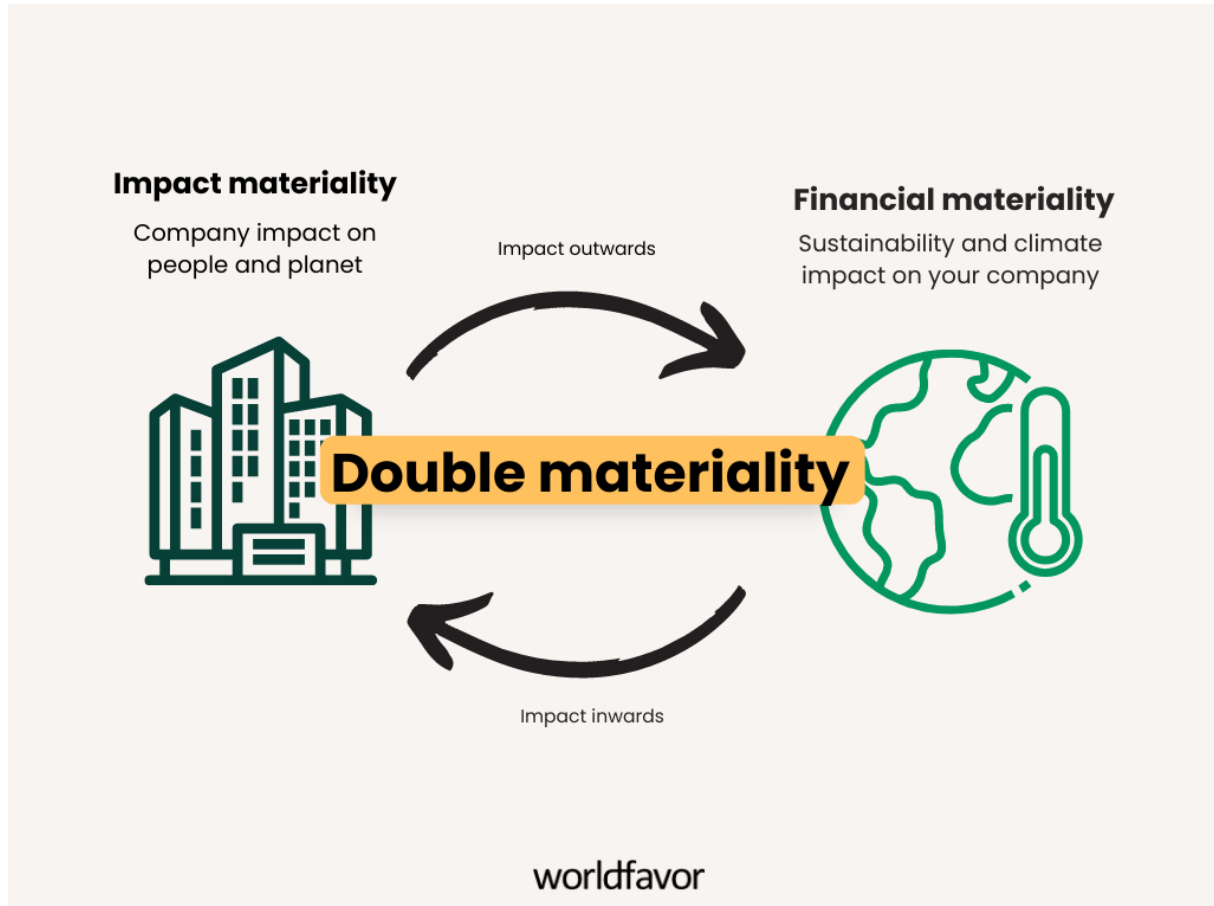 Impact materiality
Company impact on
people and planet
Impact outwards
Financial materiality
Sustainability and climate
impact on your company
Double materiality
Impact inwards
worldfavor